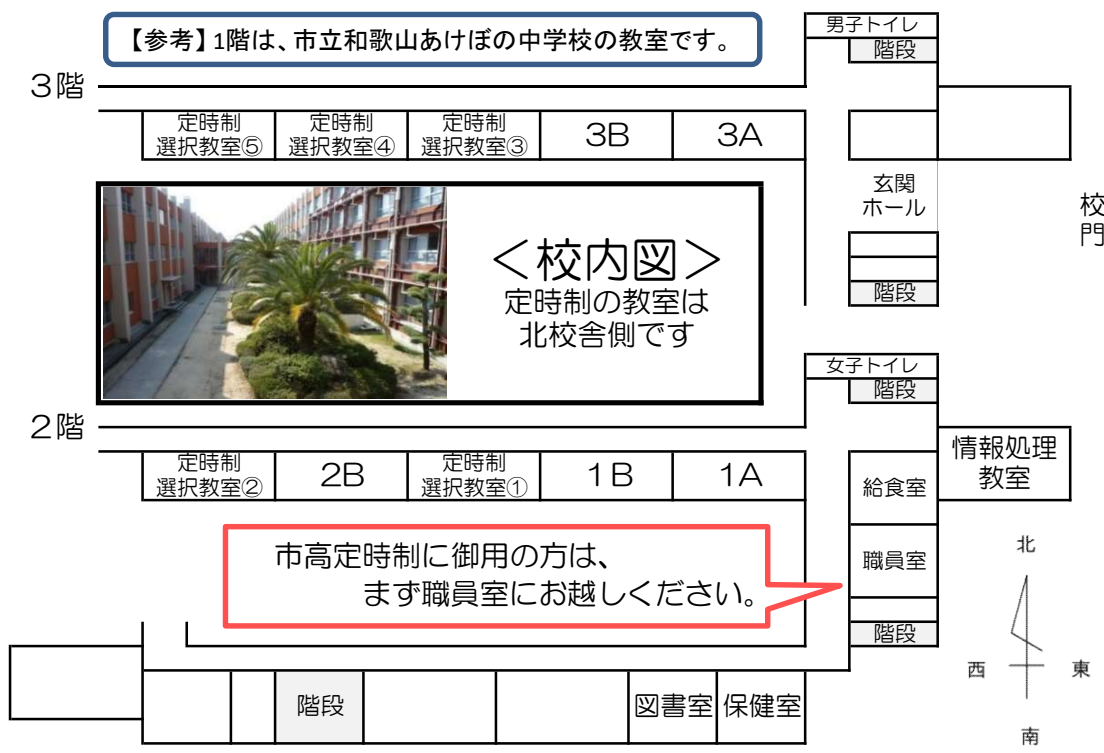 【参考】1階は、市立和歌山あけぼの中学校の教室です。
男子トイレ
階段
3階
定時制
選択教室⑤
定時制
選択教室④
定時制
選択教室③
3B
3A
玄関
ホール
校門
階段
<校内図>
定時制の教室は
北校舎側です
女子トイレ
階段
2階
定時制
選択教室②
2B
定時制
選択教室①
1B
1A
給食室
情報処理
教室
職員室
階段
市高定時制に御用の方は、
まず職員室にお越しください。
北
西
東
南
階段
図書室
保健室